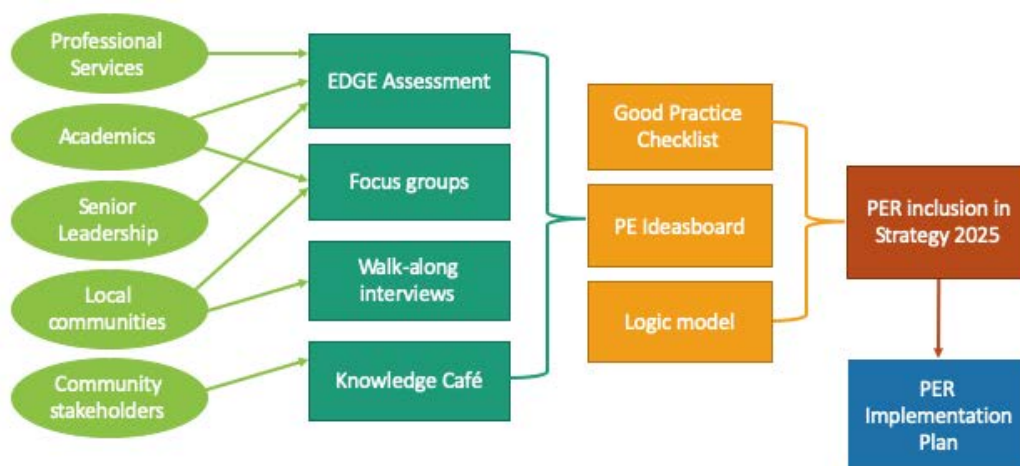 Professional
Services
Academics
Senior
Leadership
Local
communities
Community
stakeholders
EDGE Assessment
Focus groups
Walk-along
interviews
Knowledge Café
Good Practice
Checklist
PE Ideasboard
Logic model
PER inclusion in
Strategy 2025
PER
Implementation
Plan